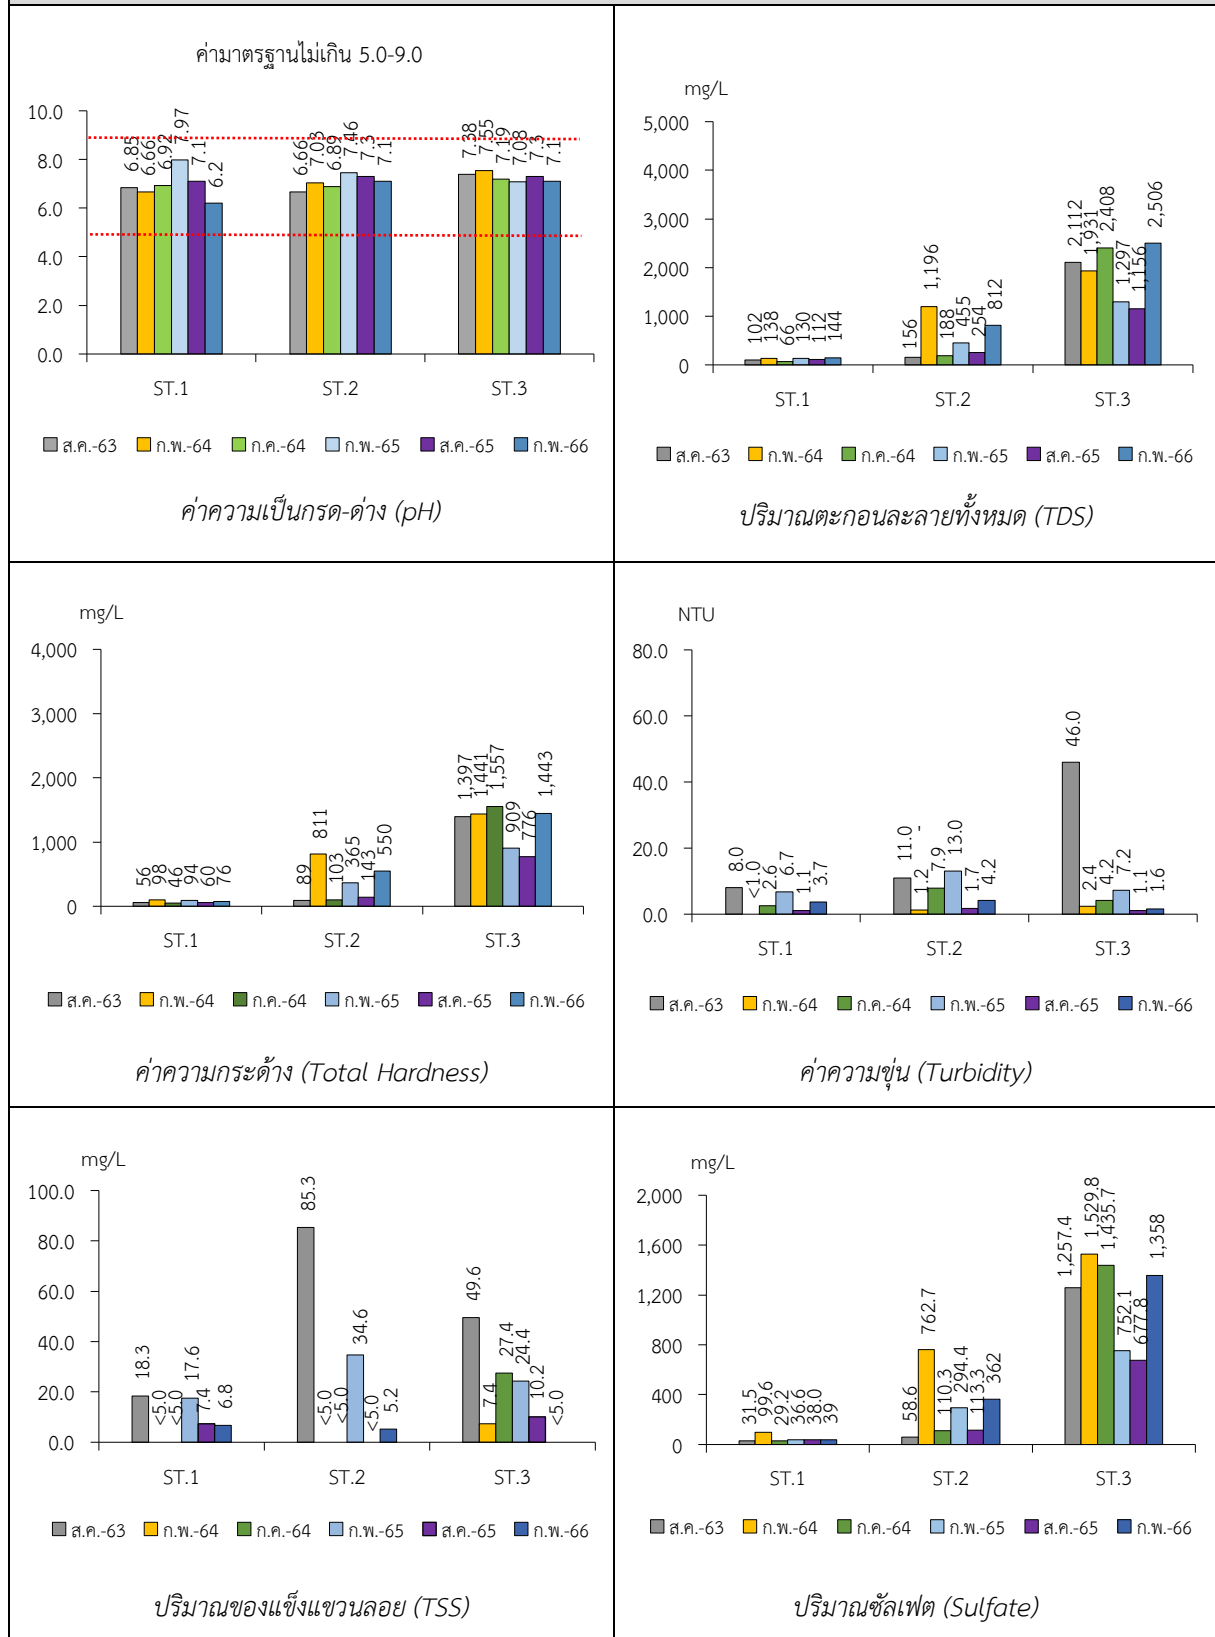 ค่ามาตรฐานไม่เกิน 5.0-9.0
10.0
8.0
6.0
4.0
2.0
0.0
6.85 6.66 6.92 7.97 7.1 6.2
6.66 7.03 6.89 7.46 7.3 7.1
7.38 7.55 7.19 7.08 7.3 7.1
ST.1 ST.2 ST.3
ส.ค.-63 ก.พ.-64 ก.ค.-64 ก.พ.-65 ส.ค.-65 ก.พ.-66
ค่าความเป็นกรด-ด่าง (pH)
mg/L
5,000
4,000
3,000
2,000
1,000
0
102 138 66 130 112 144
156 1,196 188 455 254 812
2,112 1,931 2,408 1,297 1,156 2,506
ST.1 ST.2 ST.3
ส.ค.-63 ก.พ.-64 ก.ค.-64 ก.พ.-65 ส.ค.-65 ก.พ.-66
ปริมาณตะกอนละลายทั้งหมด (TDS)
mg/L
4,000
3,000
2,000
1,000
0
56 98 46 94 60 76
89 811 103 365 143 550
1,397 1,441 1,557 909 776 1,443
ST.1 ST.2 ST.3
ส.ค.-63 ก.พ.-64 ก.ค.-64 ก.พ.-65 ส.ค.-65 ก.พ.-66
ค่าความกระด้าง (Total Hardness)
NTU
80.0
60.0
40.0
20.0
0.0
8.0 <1.0 2.6 6.7 1.1 3.7
11.0 1.2 - 7.9 13.0 1.7 4.2
46.0 2.4 4.2 7.2 1.1 1.6
ST.1 ST.2 ST.3
ส.ค.-63 ก.พ.-64 ก.ค.-64 ก.พ.-65 ส.ค.-65 ก.พ.-66
ค่าความขุ่น (Turbidity)
mg/L
100.0
80.0
60.0
40.0
20.0
0.0
18.3 <5.0 <5.0 17.6 7.4 6.8
85.3 <5.0 <5.0 34.6 <5.0 5.2
49.6 7.4 27.4 24.4 10.2 <5.0
ST.1 ST.2 ST.3
ส.ค.-63 ก.พ.-64 ก.ค.-64 ก.พ.-65 ส.ค.-65 ก.พ.-66
ปริมาณของแข็งแขวนลอย (TSS)
mg/L
2,000
1,600
1,200
800
400
0
31.5 99.6 29.2 36.6 38.0 39
58.6 762.7 110.3 294.4 113.3 362
1,257.4 1,529.8 1,435.7 752.1 677.8 1,358
ST.1 ST.2 ST.3
ส.ค.-63 ก.พ.-64 ก.ค.-64 ก.พ.-65 ส.ค.-65 ก.พ.-66
ปริมาณซัลเฟต (Sulfate)